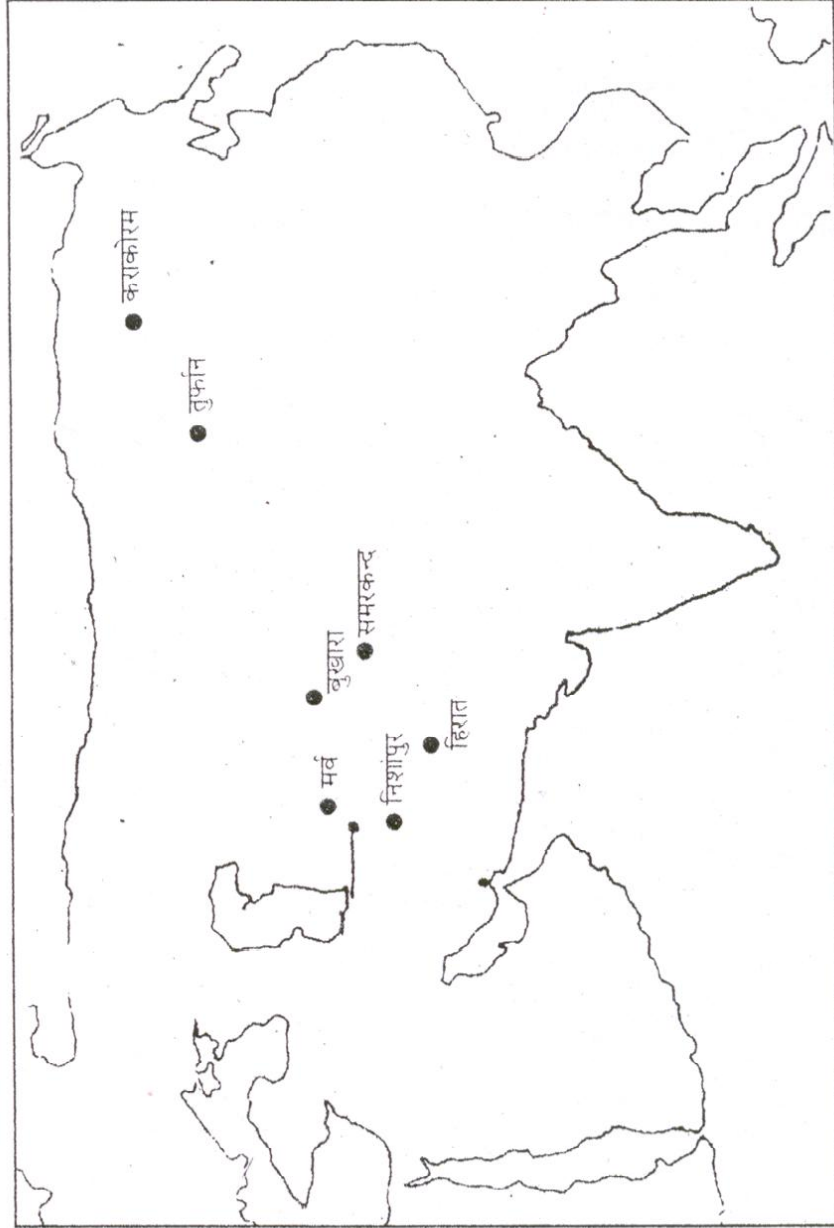 कराकोरम
तुर्फान
बुखारा
समरकन्द
मर्व
निशांपुर
हिरात